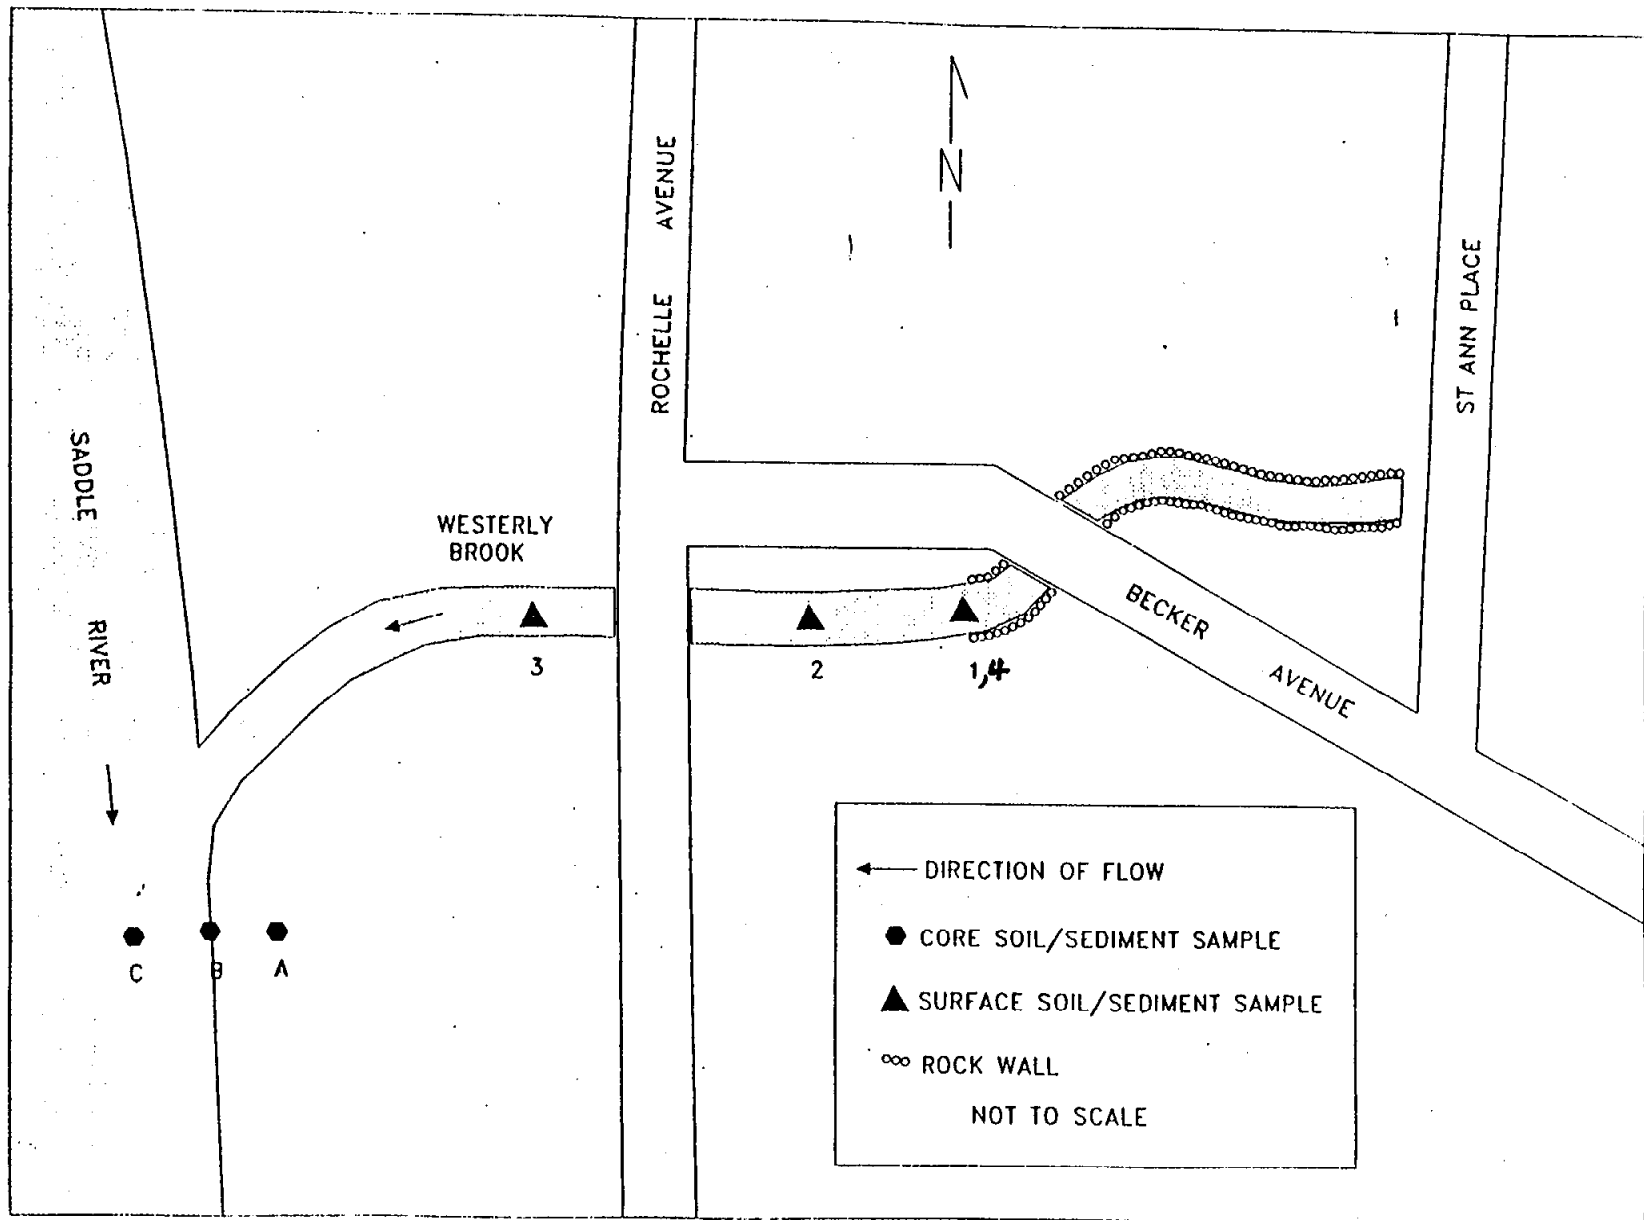 N
ROCHELLE AVENUE
ST ANN PLACE
SADDLE RIVER
WESTERLY
BROOK
BECKER AVENUE
3
2
1,4
C
B
A
DIRECTION OF FLOW
CORE SOIL/SEDIMENT SAMPLE
SURFACE SOIL/SEDIMENT SAMPLE
ROCK WALL
NOT TO SCALE